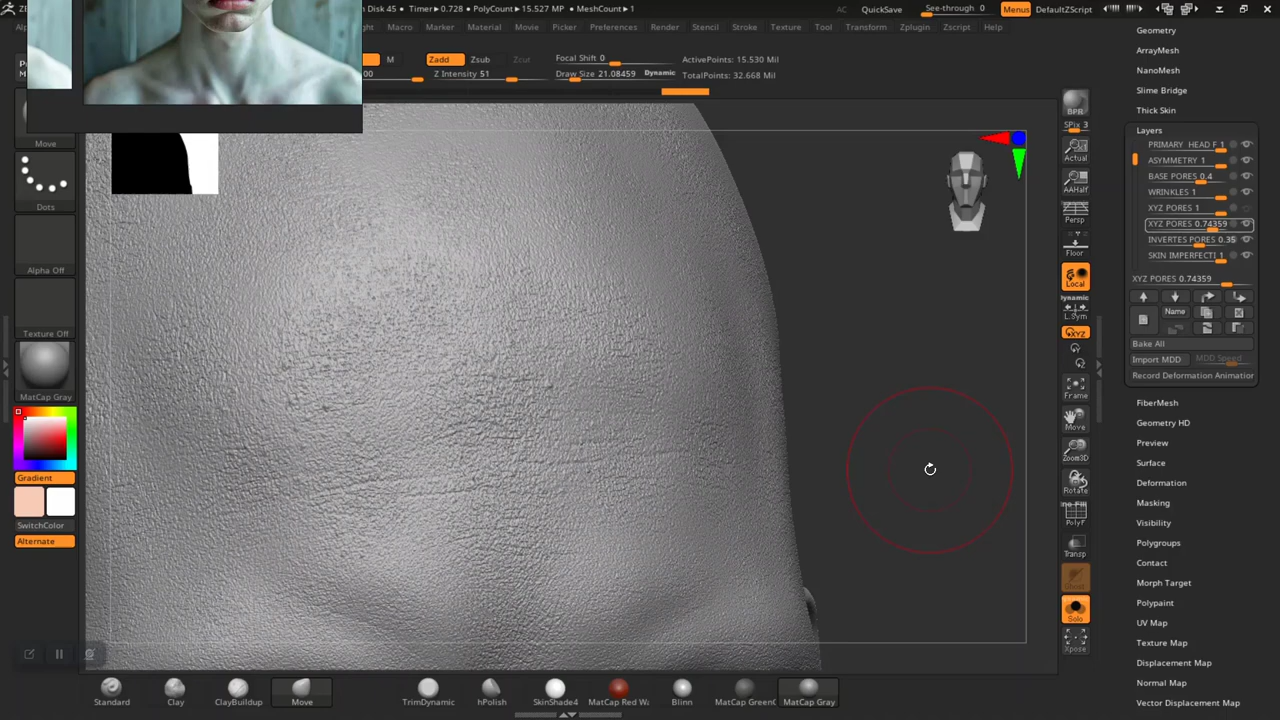 Disk 45 • Timer▸0.728 • PolyCount▸15.527 MP • MeshCount▸1
AC
QuickSave
See-through 0
Menus
DefaultZScript
Macro
Marker
Material
Movie
Picker
Preferences
Render
Stencil
Stroke
Texture
Tool
Transform
Zplugin
Zscript
M
Zadd
Zsub
Zcut
Focal Shift 0
ActivePoints: 15.530 Mil
Z Intensity 51
Draw Size 21.08459
Dynamic
TotalPoints: 32.668 Mil
Move
Dots
Alpha Off
Texture Off
MatCap Gray
Gradient
SwitchColor
Alternate
BPR
SPix 3
Actual
AAHalf
Persp
Floor
Local
Dynamic
L.Sym
XYZ
Frame
Move
Zoom3D
Rotate
PolyF
Transp
Ghost
Solo
Xpose
Geometry
ArrayMesh
NanoMesh
Slime Bridge
Thick Skin
Layers
PRIMARY HEAD F 1
ASYMMETRY 1
BASE PORES 0.4
WRINKLES 1
XYZ PORES 1
XYZ PORES 0.74359
INVERTES PORES 0.35
SKIN IMPERFECTI 1
XYZ PORES 0.74359
Name
Bake All
Import MDD
MDD Speed
Record Deformation Animation
FiberMesh
Geometry HD
Preview
Surface
Deformation
Masking
Visibility
Polygroups
Contact
Morph Target
Polypaint
UV Map
Texture Map
Displacement Map
Normal Map
Vector Displacement Map
Standard
Clay
ClayBuildup
Move
TrimDynamic
hPolish
SkinShade4
MatCap Red Wa
Blinn
MatCap GreenC
MatCap Gray